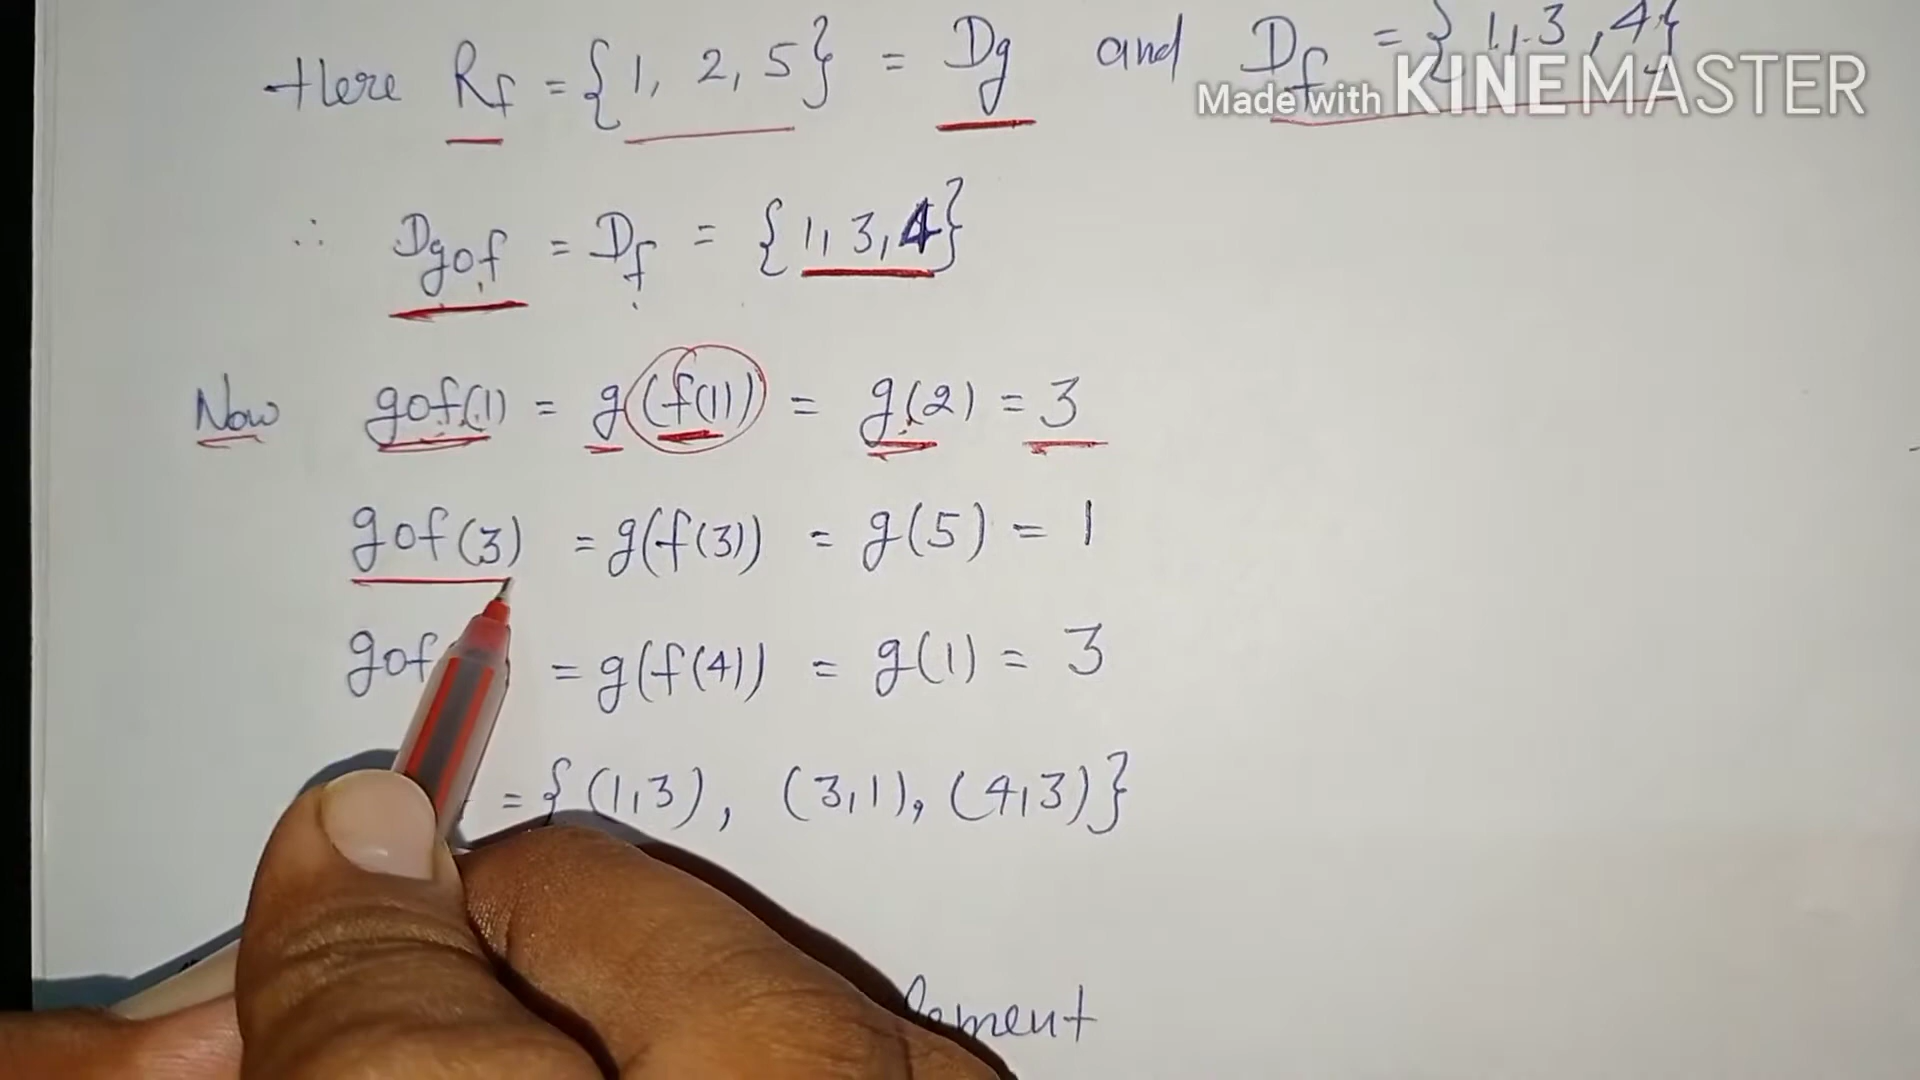 Here Rf = {1, 2, 5} = Dg and Df = {1, 3, 4}
Made with KINEMASTER
∴ Dgof = Df = {1, 3, 4}
Now gof(1) = g(f(1)) = g(2) = 3
gof(3) = g(f(3)) = g(5) = 1
gof = g(f(4)) = g(1) = 3
= {(1,3), (3,1), (4,3)}